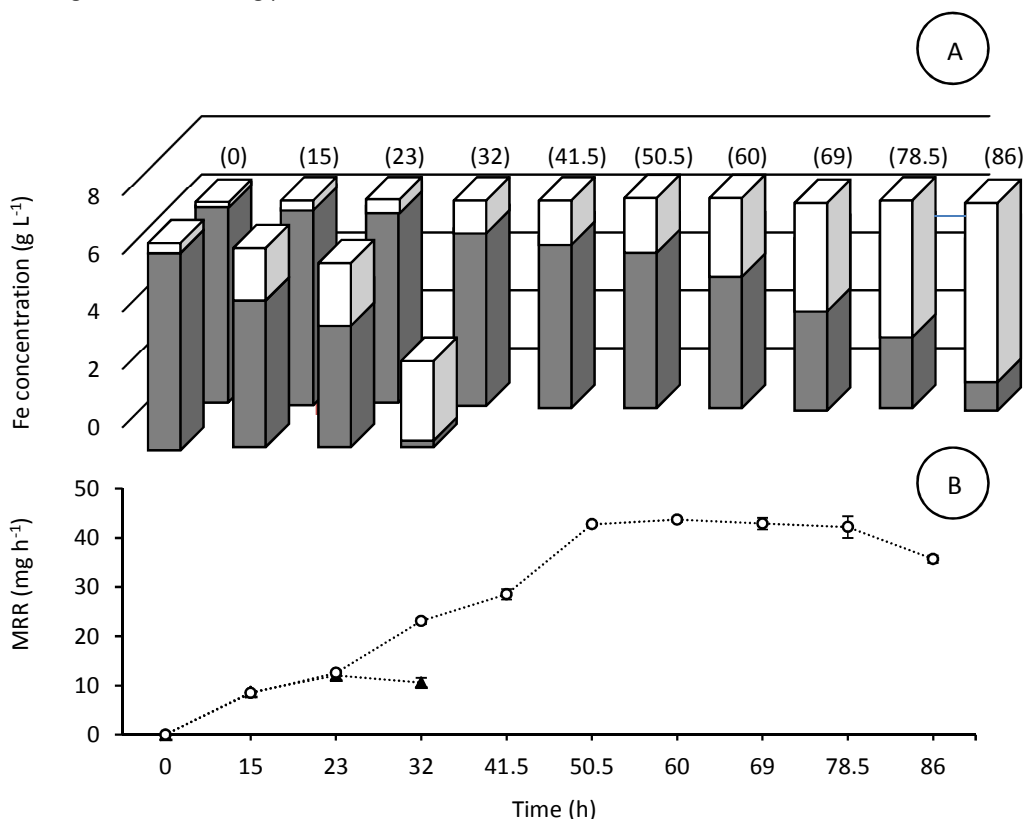 A
(0) (15) (23) (32) (41.5) (50.5) (60) (69) (78.5) (86)
Fe concentration (g L⁻¹)
8
6
4
2
0
B
MRR (mg h⁻¹)
50
40
30
20
10
0
0 15 23 32 41.5 50.5 60 69 78.5 86
Time (h)